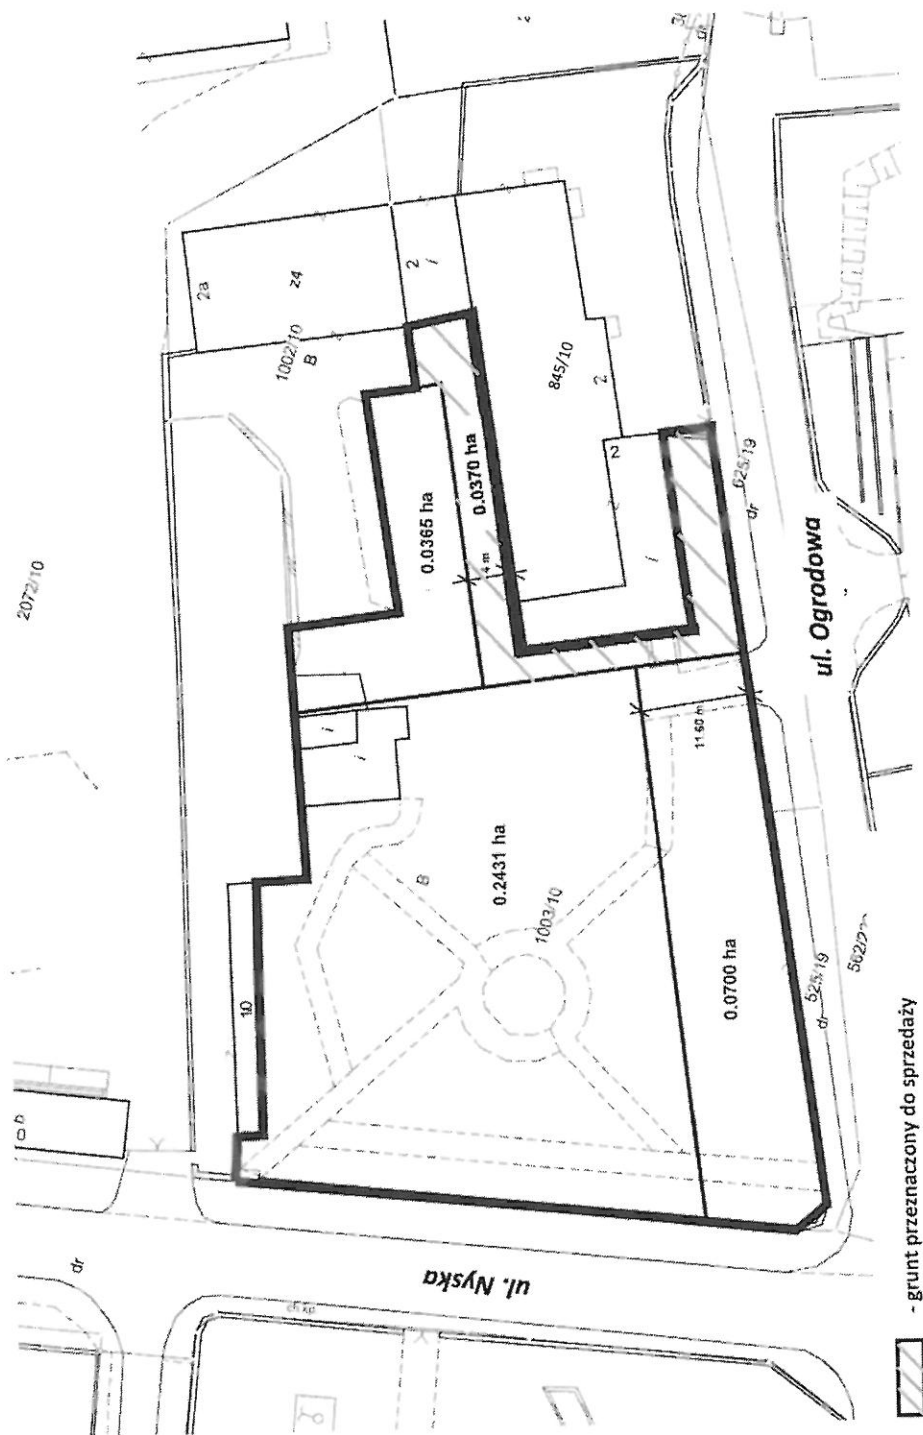 2072/10
2a
z4
1002/10
B
2
i
845/10
2
2
i
0.0365 ha
0.0370 ha
4 m
625/19
dr
ul. Ogrodowa
11.60 m
i
i
0.2431 ha
B
1003/10
10
0.0700 ha
525/19
dr
ul. Nyska
dr
- grunt przeznaczony do sprzedaży